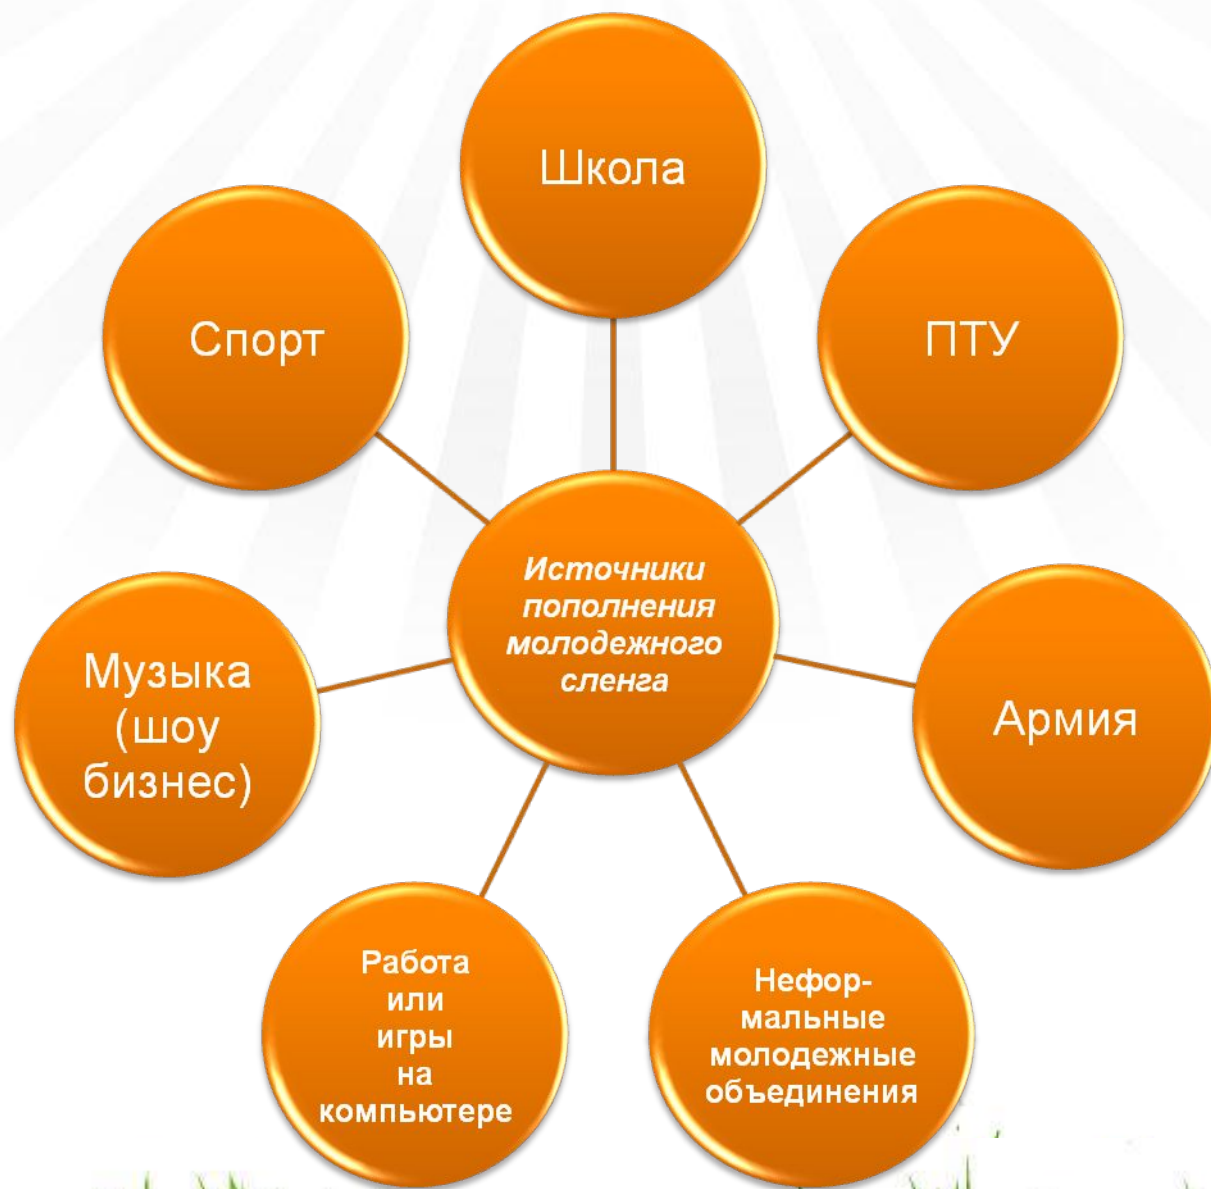 Школа
Спорт
ПТУ
Источники
пополнения
молодежного
сленга
Музыка
(шоу
бизнес)
Армия
Работа
или
игры
на
компьютере
Нефор-
мальные
молодежные
объединения